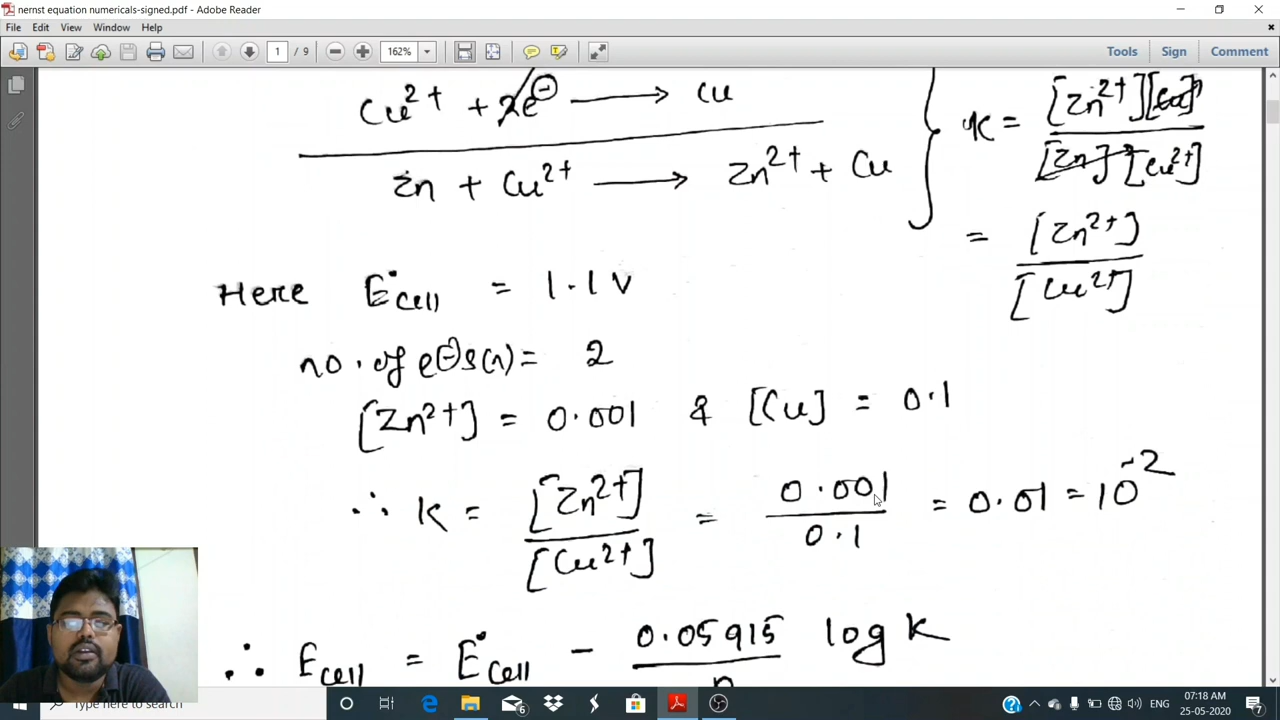 nernst equation numericals-signed.pdf - Adobe Reader
File Edit View Window Help
1 / 9 162% Tools Sign Comment
Cu²⁺ + 2e⊖ ⟶ Cu
Zn + Cu²⁺ ⟶ Zn²⁺ + Cu
K = [Zn²⁺][Cu] / [Zn][Cu²⁺]
= [Zn²⁺] / [Cu²⁺]
Here E°cell = 1.1 V
no. of e⊖s(n) = 2
[Zn²⁺] = 0.001 & [Cu] = 0.1
∴ K = [Zn²⁺] / [Cu²⁺] = 0.001 / 0.1 = 0.01 = 10⁻²
∴ Ecell = E°cell - 0.05915 / n log K
Type here to search
6
07:18 AM
ENG
25-05-2020
7